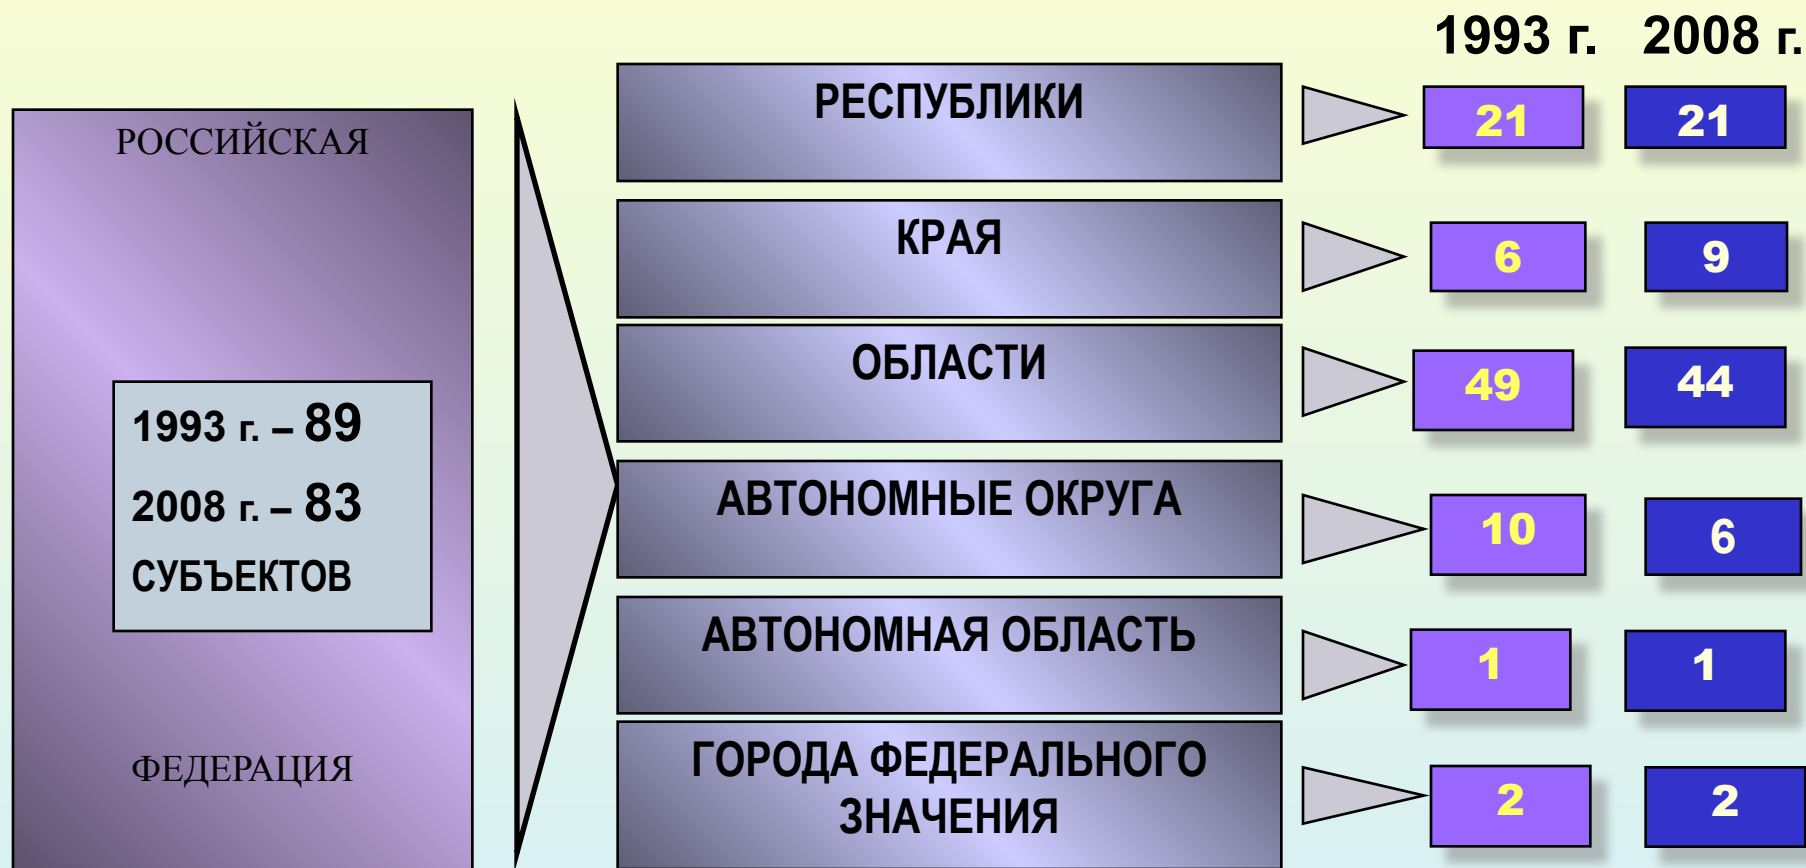 1993 г. 2008 г.
РОССИЙСКАЯ
1993 г. – 89
2008 г. – 83
СУБЪЕКТОВ
ФЕДЕРАЦИЯ
РЕСПУБЛИКИ 21 21
КРАЯ 6 9
ОБЛАСТИ 49 44
АВТОНОМНЫЕ ОКРУГА 10 6
АВТОНОМНАЯ ОБЛАСТЬ 1 1
ГОРОДА ФЕДЕРАЛЬНОГО
ЗНАЧЕНИЯ 2 2